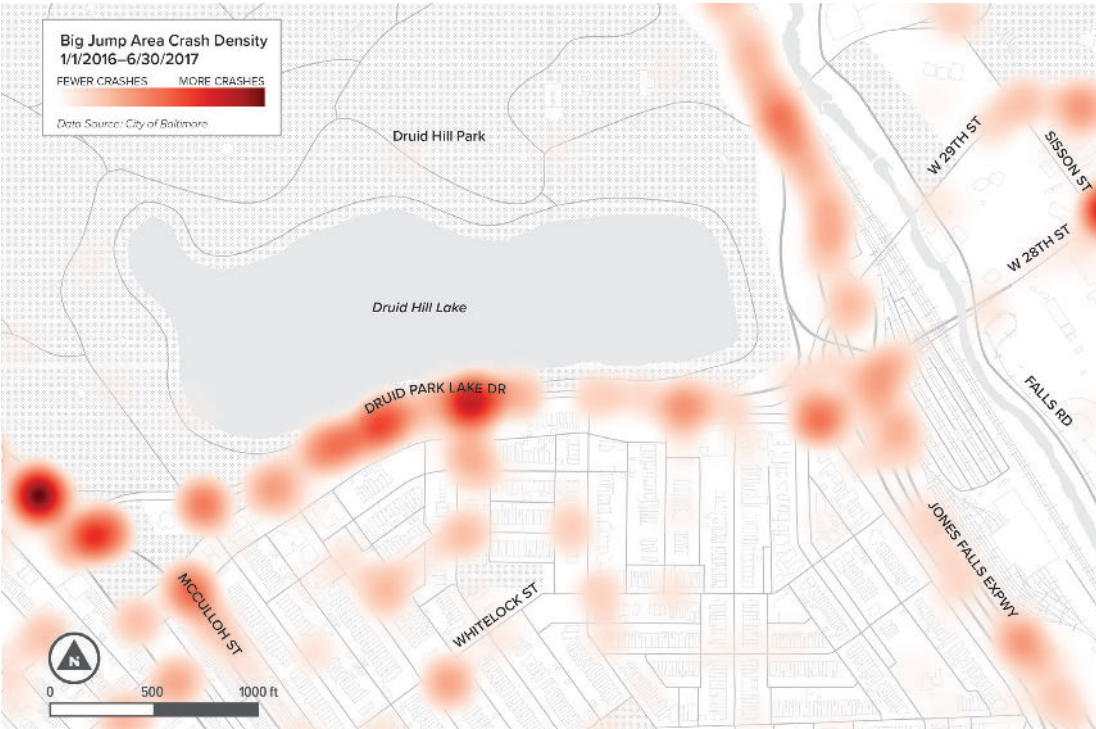 Big Jump Area Crash Density
1/1/2016–6/30/2017
FEWER CRASHES MORE CRASHES
Data Source: City of Baltimore
Druid Hill Park
W 29TH ST
SISSON ST
W 28TH ST
Druid Hill Lake
DRUID PARK LAKE DR
FALLS RD
JONES FALLS EXPWY
MCCULLOH ST
WHITELOCK ST
N
0 500 1000 ft